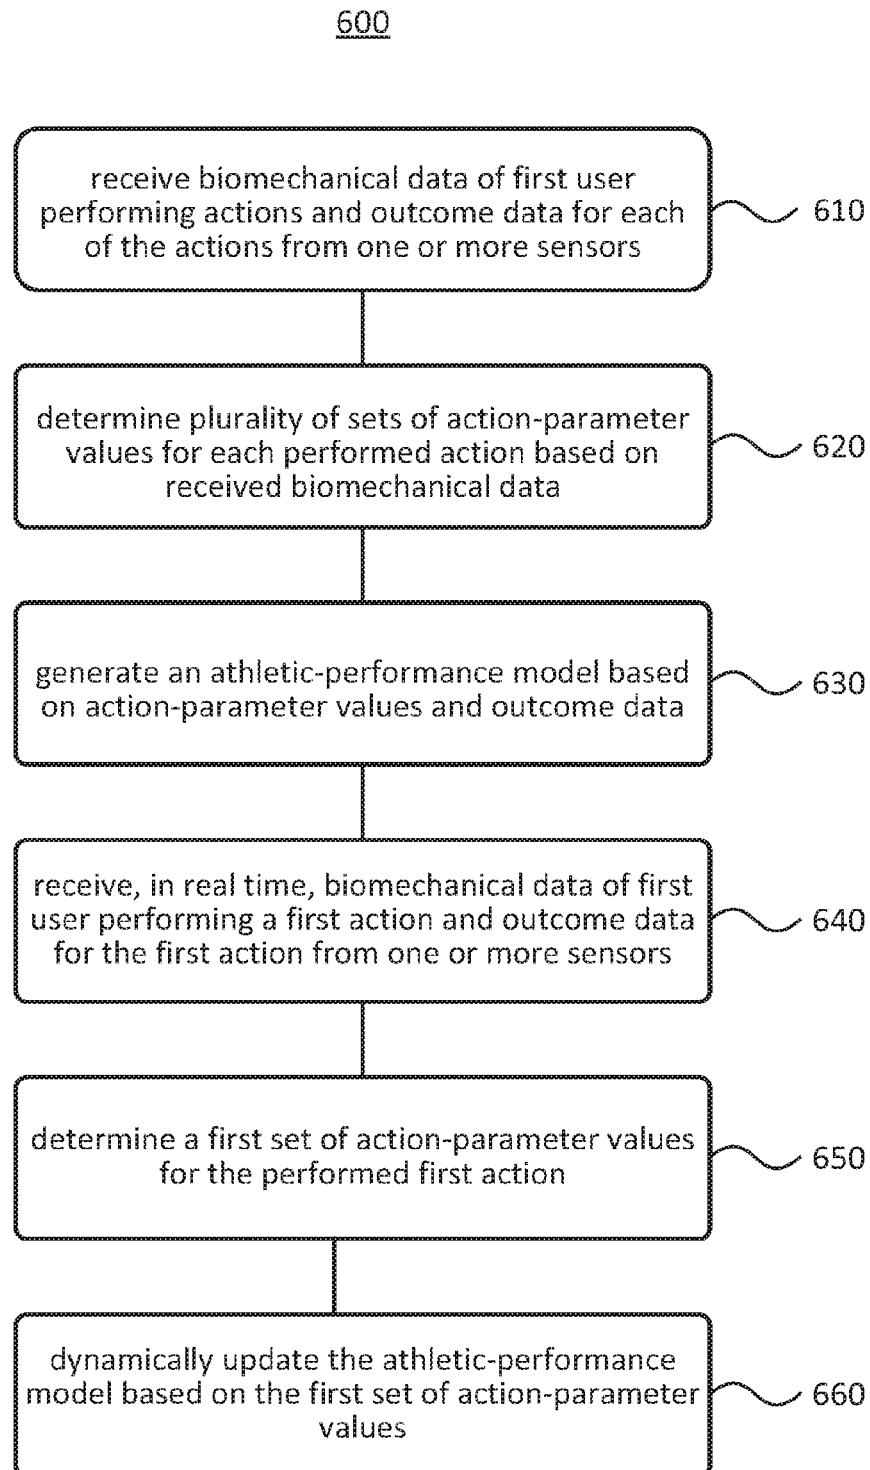 600
receive biomechanical data of first user
performing actions and outcome data for each
of the actions from one or more sensors
610
determine plurality of sets of action-parameter
values for each performed action based on
received biomechanical data
620
generate an athletic-performance model based
on action-parameter values and outcome data
630
receive, in real time, biomechanical data of first
user performing a first action and outcome data
for the first action from one or more sensors
640
determine a first set of action-parameter values
for the performed first action
650
dynamically update the athletic-performance
model based on the first set of action-parameter
values
660